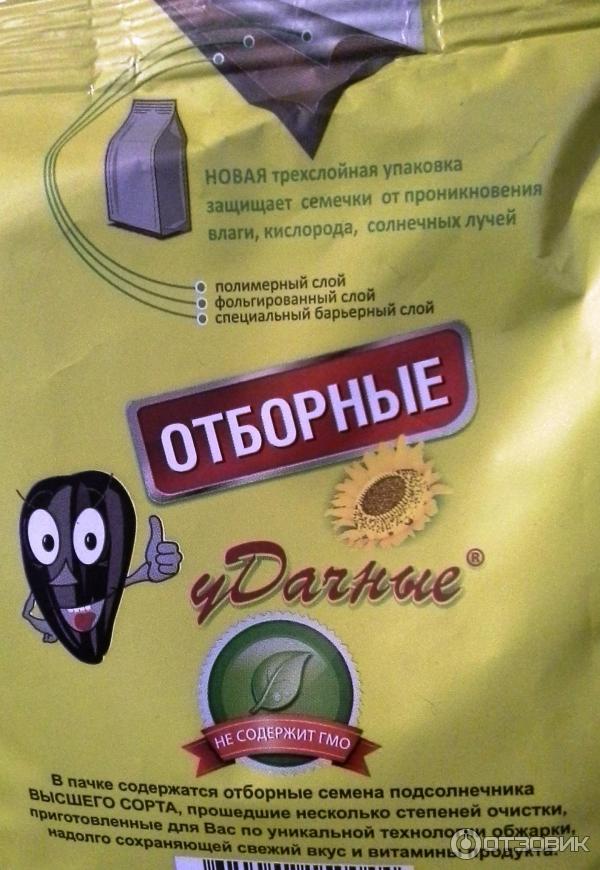 НОВАЯ трехслойная упаковка
защищает семечки от проникновения
влаги, кислорода, солнечных лучей
полимерный слой
фольгированный слой
специальный барьерный слой
ОТБОРНЫЕ
уДачные®
НЕ СОДЕРЖИТ ГМО
В пачке содержатся отборные семена подсолнечника
ВЫСШЕГО СОРТА, прошедшие несколько степеней очистки,
приготовленные для Вас по уникальной технологии обжарки,
надолго сохраняющей свежий вкус и витамины продукта.
ОТЗОВИК